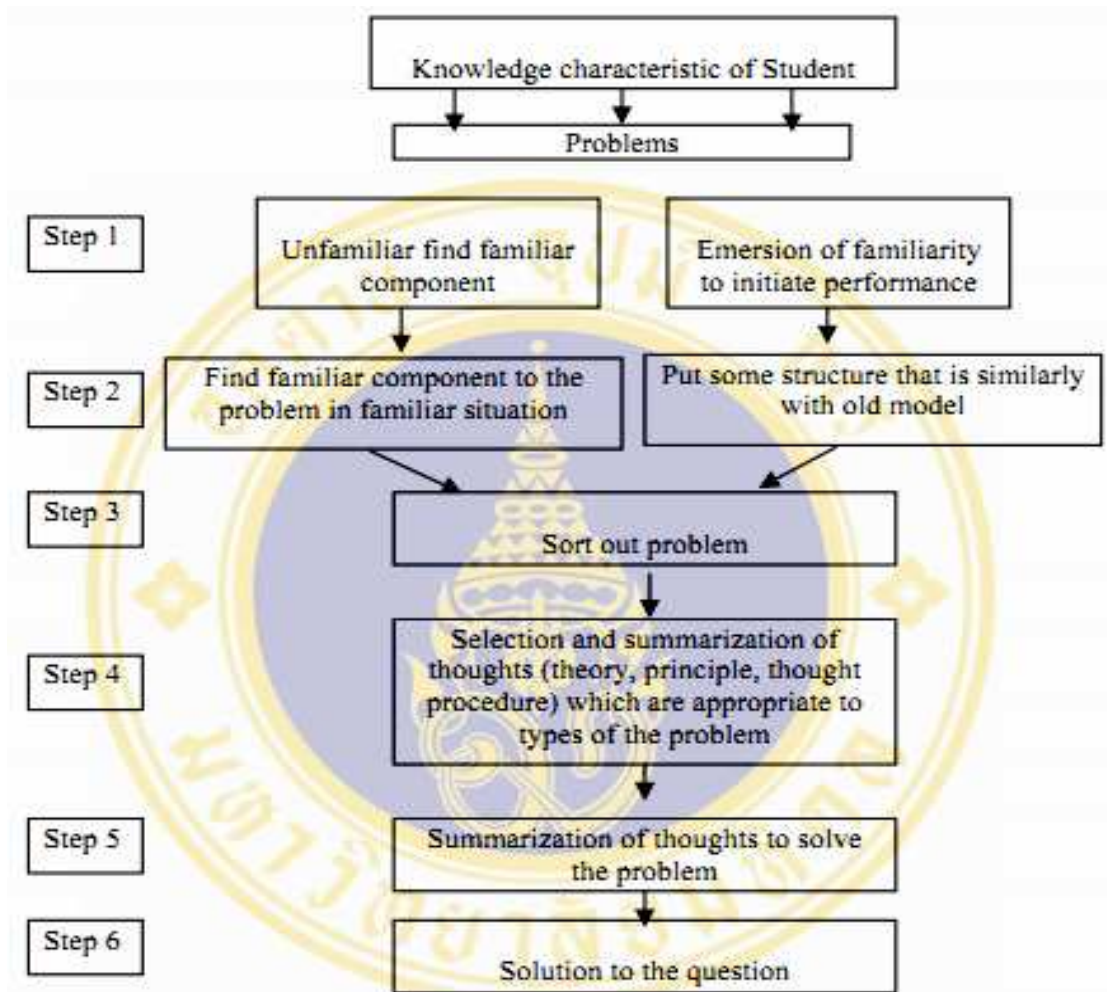 Knowledge characteristic of Student
Problems
Step 1
Unfamiliar find familiar
component
Emersion of familiarity
to initiate performance
Step 2
Find familiar component to the
problem in familiar situation
Put some structure that is similarly
with old model
Step 3
Sort out problem
Step 4
Selection and summarization of
thoughts (theory, principle, thought
procedure) which are appropriate to
types of the problem
Step 5
Summarization of thoughts to solve
the problem
Step 6
Solution to the question